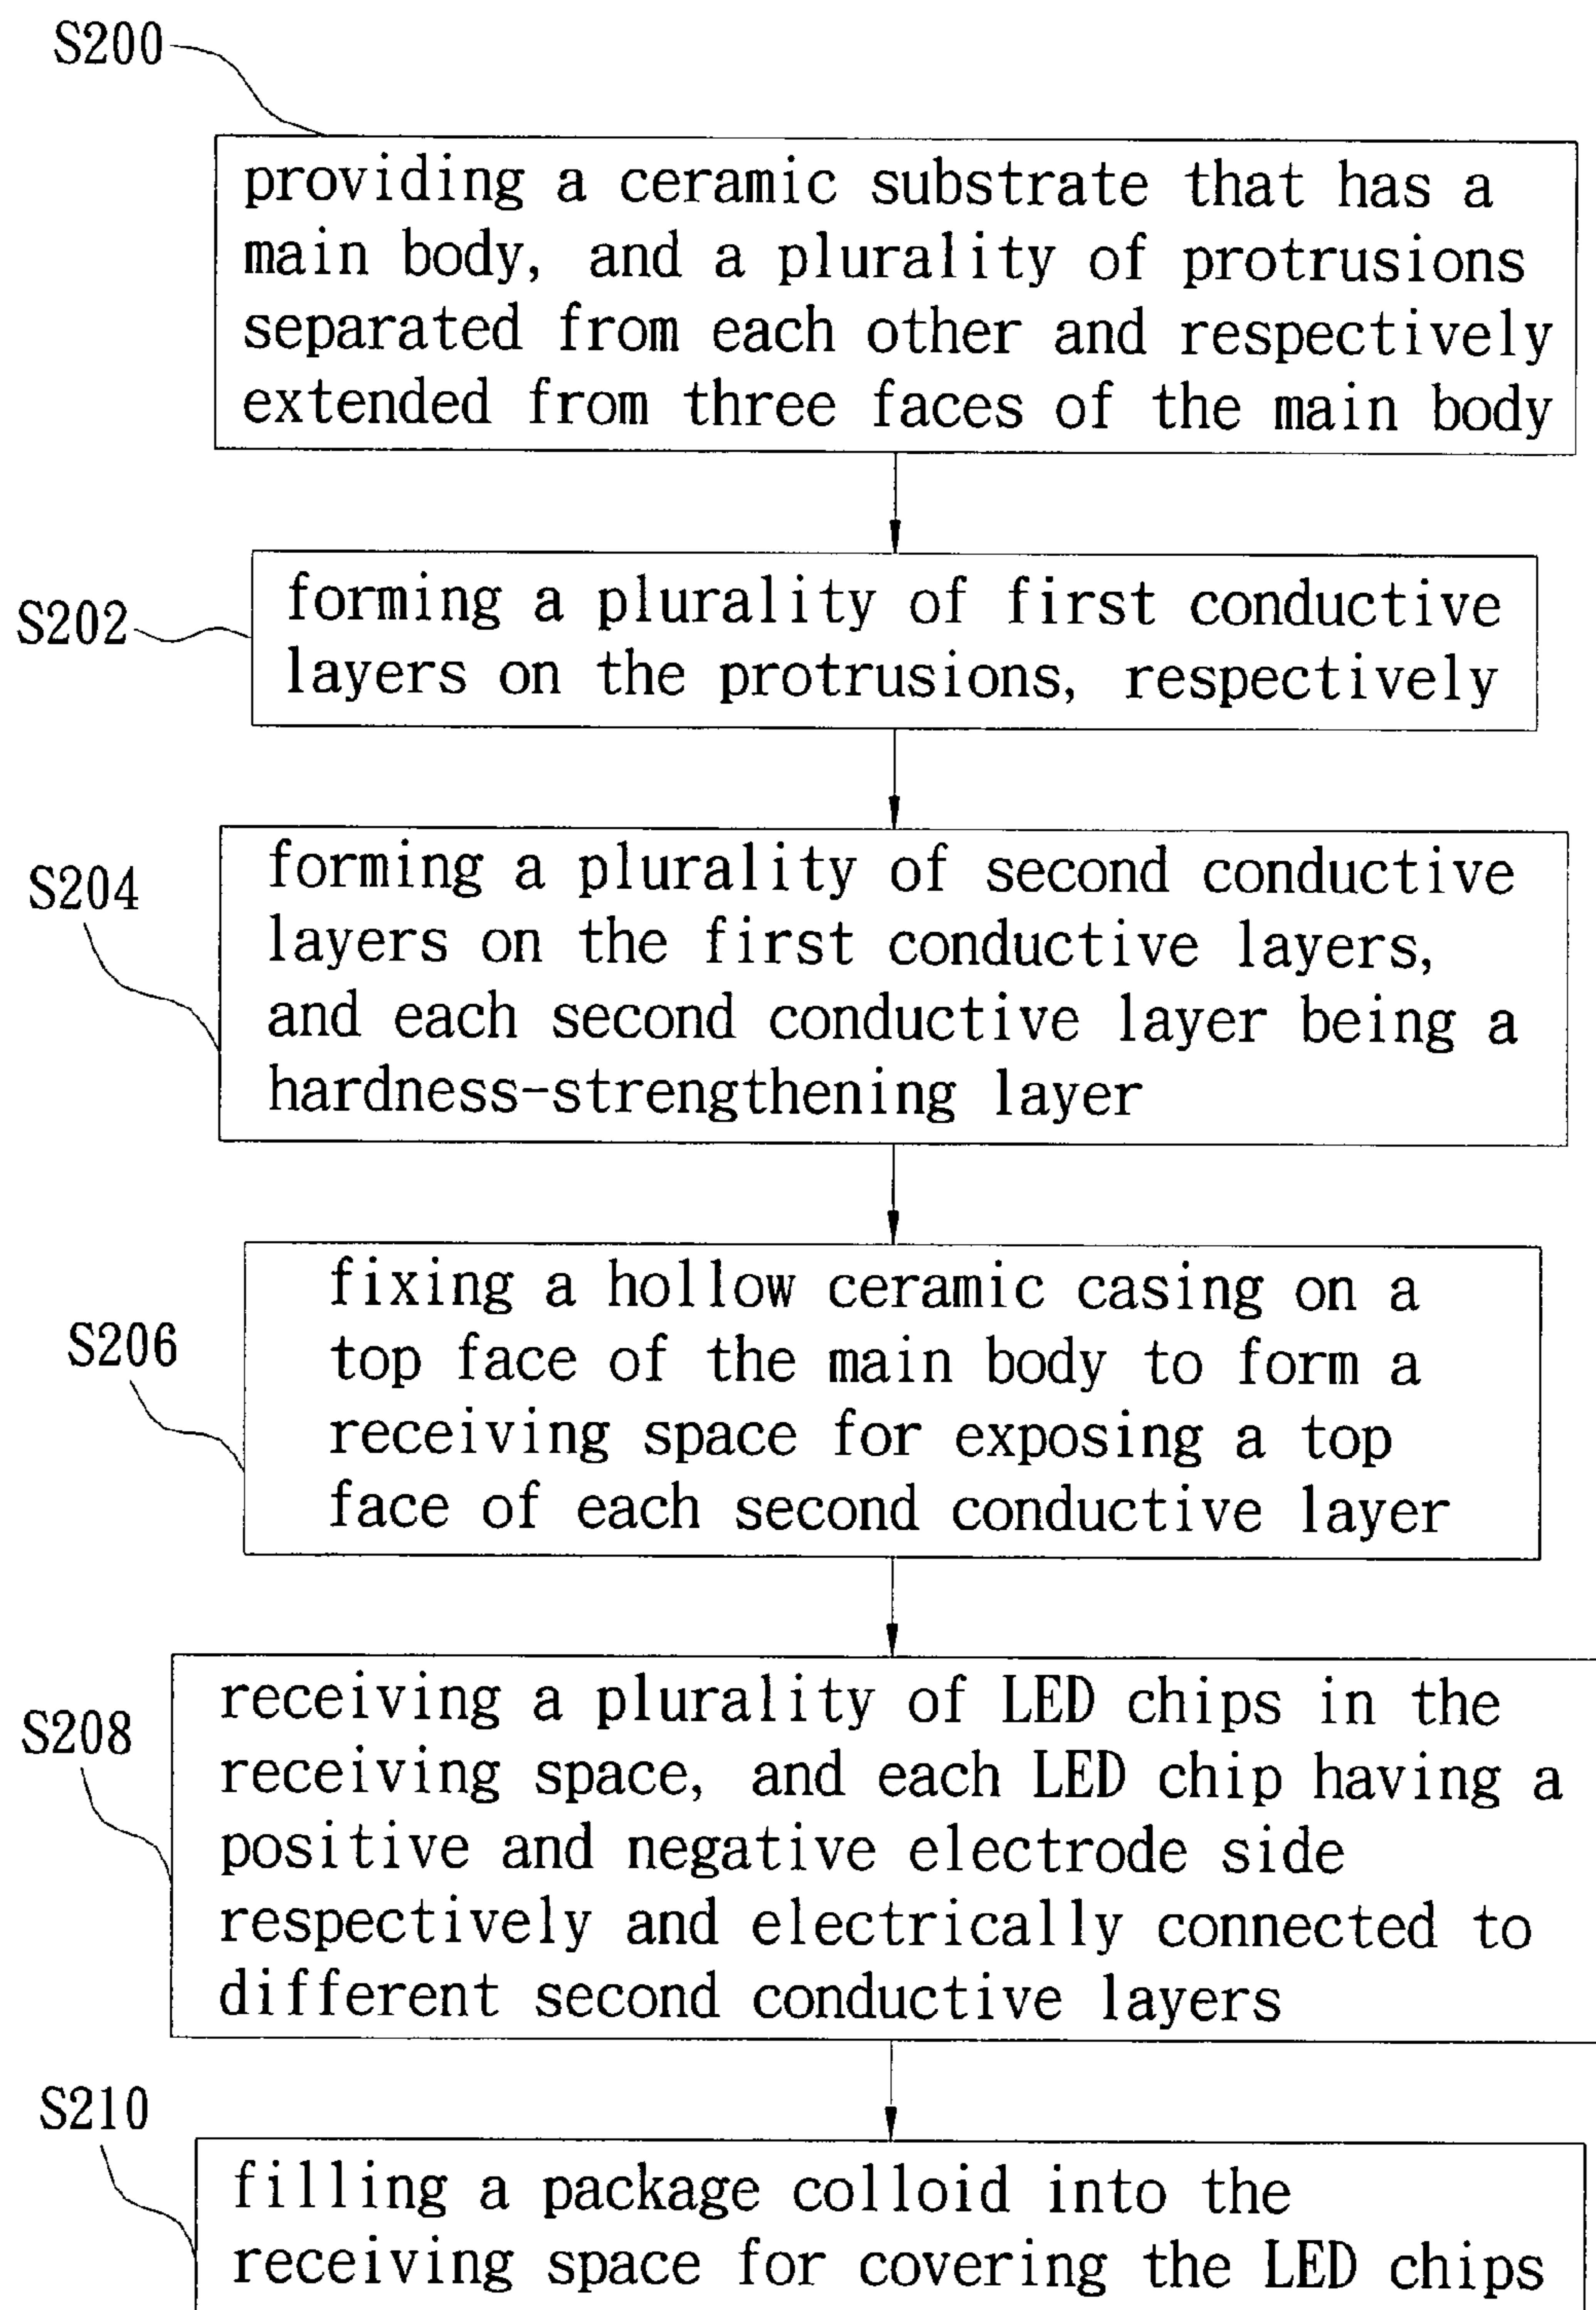 S200
providing a ceramic substrate that has a
main body, and a plurality of protrusions
separated from each other and respectively
extended from three faces of the main body
S202
forming a plurality of first conductive
layers on the protrusions, respectively
S204
forming a plurality of second conductive
layers on the first conductive layers,
and each second conductive layer being a
hardness-strengthening layer
S206
fixing a hollow ceramic casing on a
top face of the main body to form a
receiving space for exposing a top
face of each second conductive layer
S208
receiving a plurality of LED chips in the
receiving space, and each LED chip having a
positive and negative electrode side
respectively and electrically connected to
different second conductive layers
S210
filling a package colloid into the
receiving space for covering the LED chips